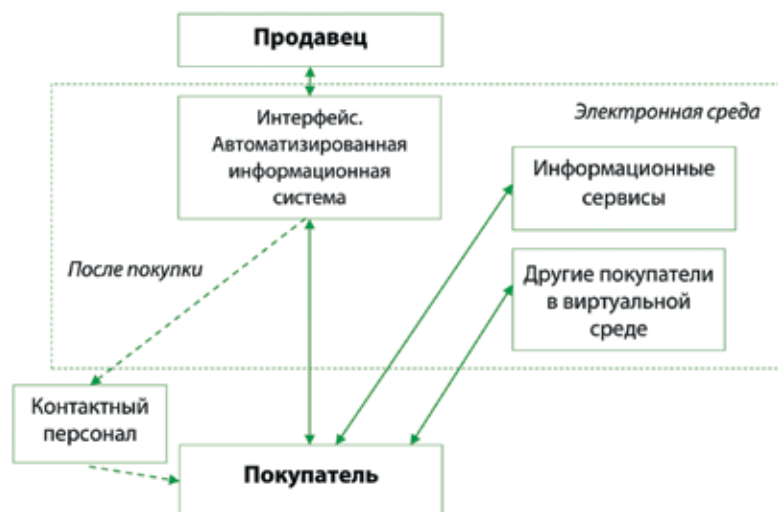 Продавец
Электронная среда
Интерфейс.
Автоматизированная
информационная
система
Информационные
сервисы
После покупки
Другие покупатели
в виртуальной
среде
Контактный
персонал
Покупатель